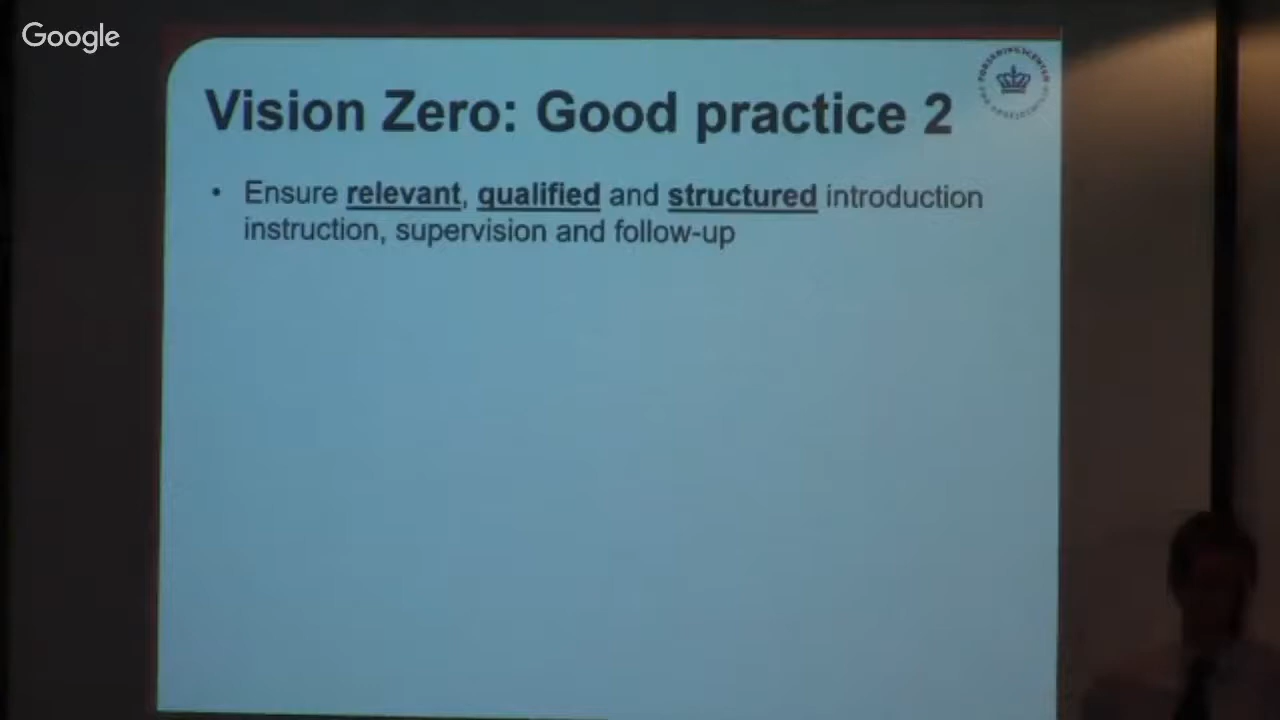 Google
Vision Zero: Good practice 2
• Ensure relevant, qualified and structured introduction
instruction, supervision and follow-up